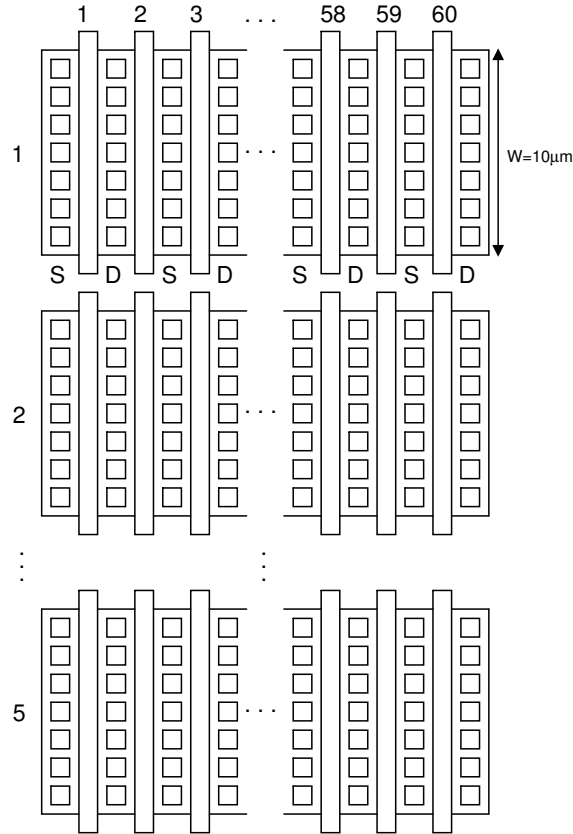 1 2 3 . . . 58 59 60
1 . . . W=10μm
S D S D S D S D
2 . . .
. . . . . .
5 . . .